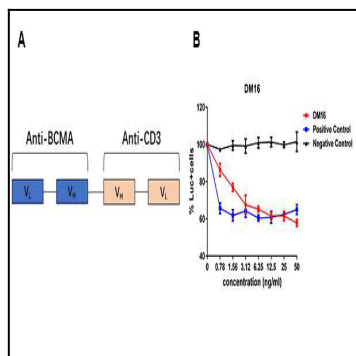 A
Anti-BCMA
Anti-CD3
VL
VH
VH
VL
B
DM16
% Luc+cells
120
100
80
60
40
0
0.78
1.56
3.12
6.25
12.5
25
50
concentration (ng/ml)
DM16
Positive Control
Negative Control